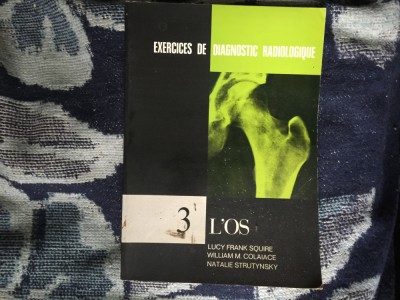 EXERCICES DE DIAGNOSTIC RADIOLOGIQUE
3
L'OS
LUCY FRANK SQUIRE
WILLIAM M. COLAIACE
NATALIE STRUTYNSKY